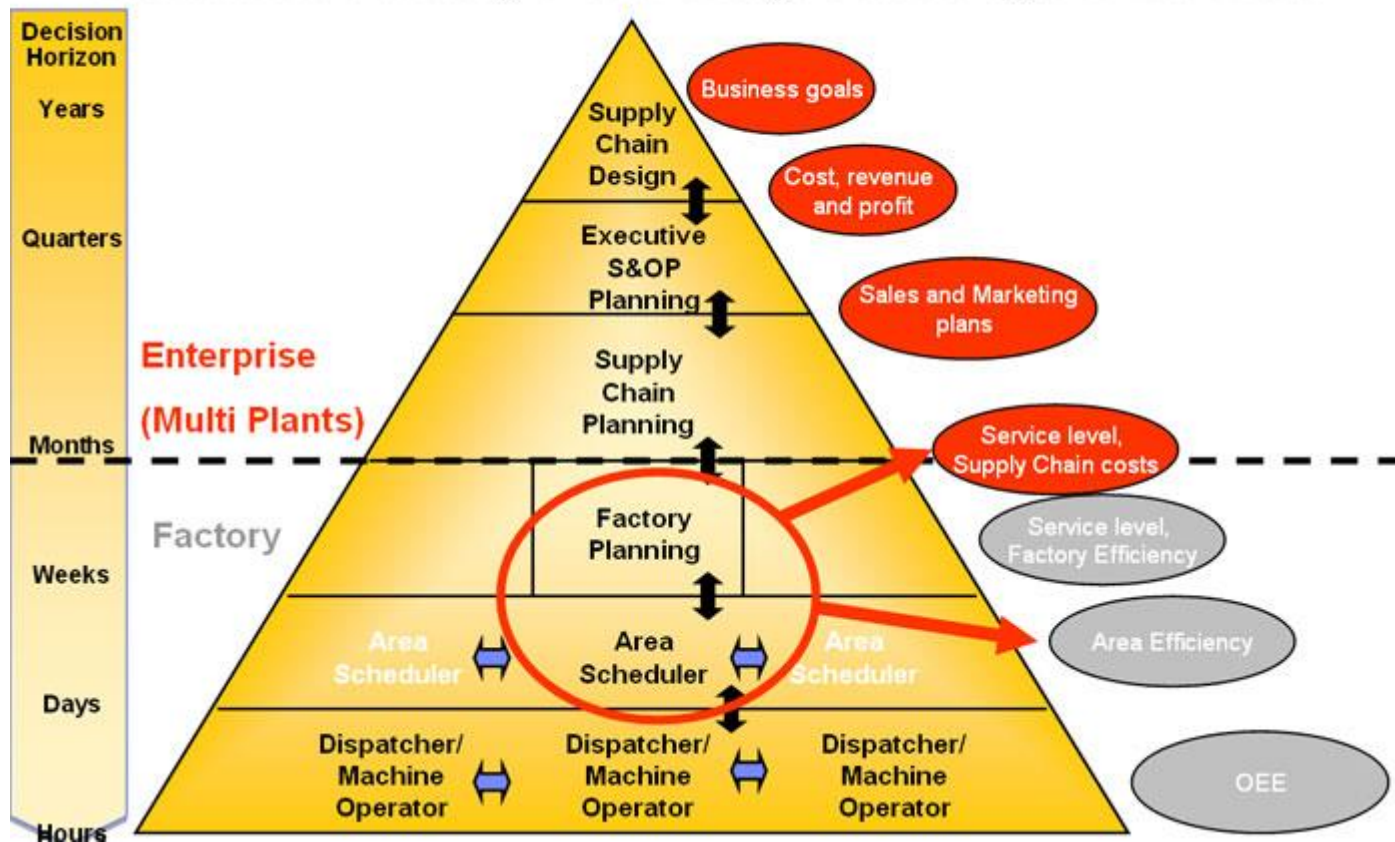 Decision
Horizon
Years
Quarters
Months
Weeks
Days
Hours
Enterprise
(Multi Plants)
Factory
Supply
Chain
Design
Executive
S&OP
Planning
Supply
Chain
Planning
Factory
Planning
Area
Scheduler
Area
Scheduler
Area
Scheduler
Dispatcher/
Machine
Operator
Dispatcher/
Machine
Operator
Dispatcher/
Machine
Operator
Business goals
Cost, revenue
and profit
Sales and Marketing
plans
Service level,
Supply Chain costs
Service level,
Factory Efficiency
Area Efficiency
OEE